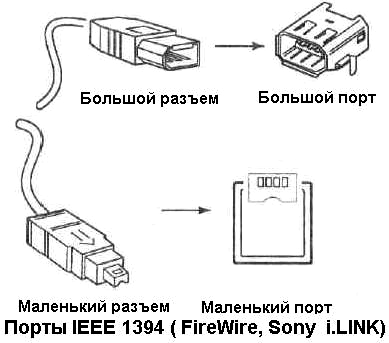 Большой разъем Большой порт
Маленький разъем Маленький порт
Порты IEEE 1394 ( FireWire, Sony i.LINK)